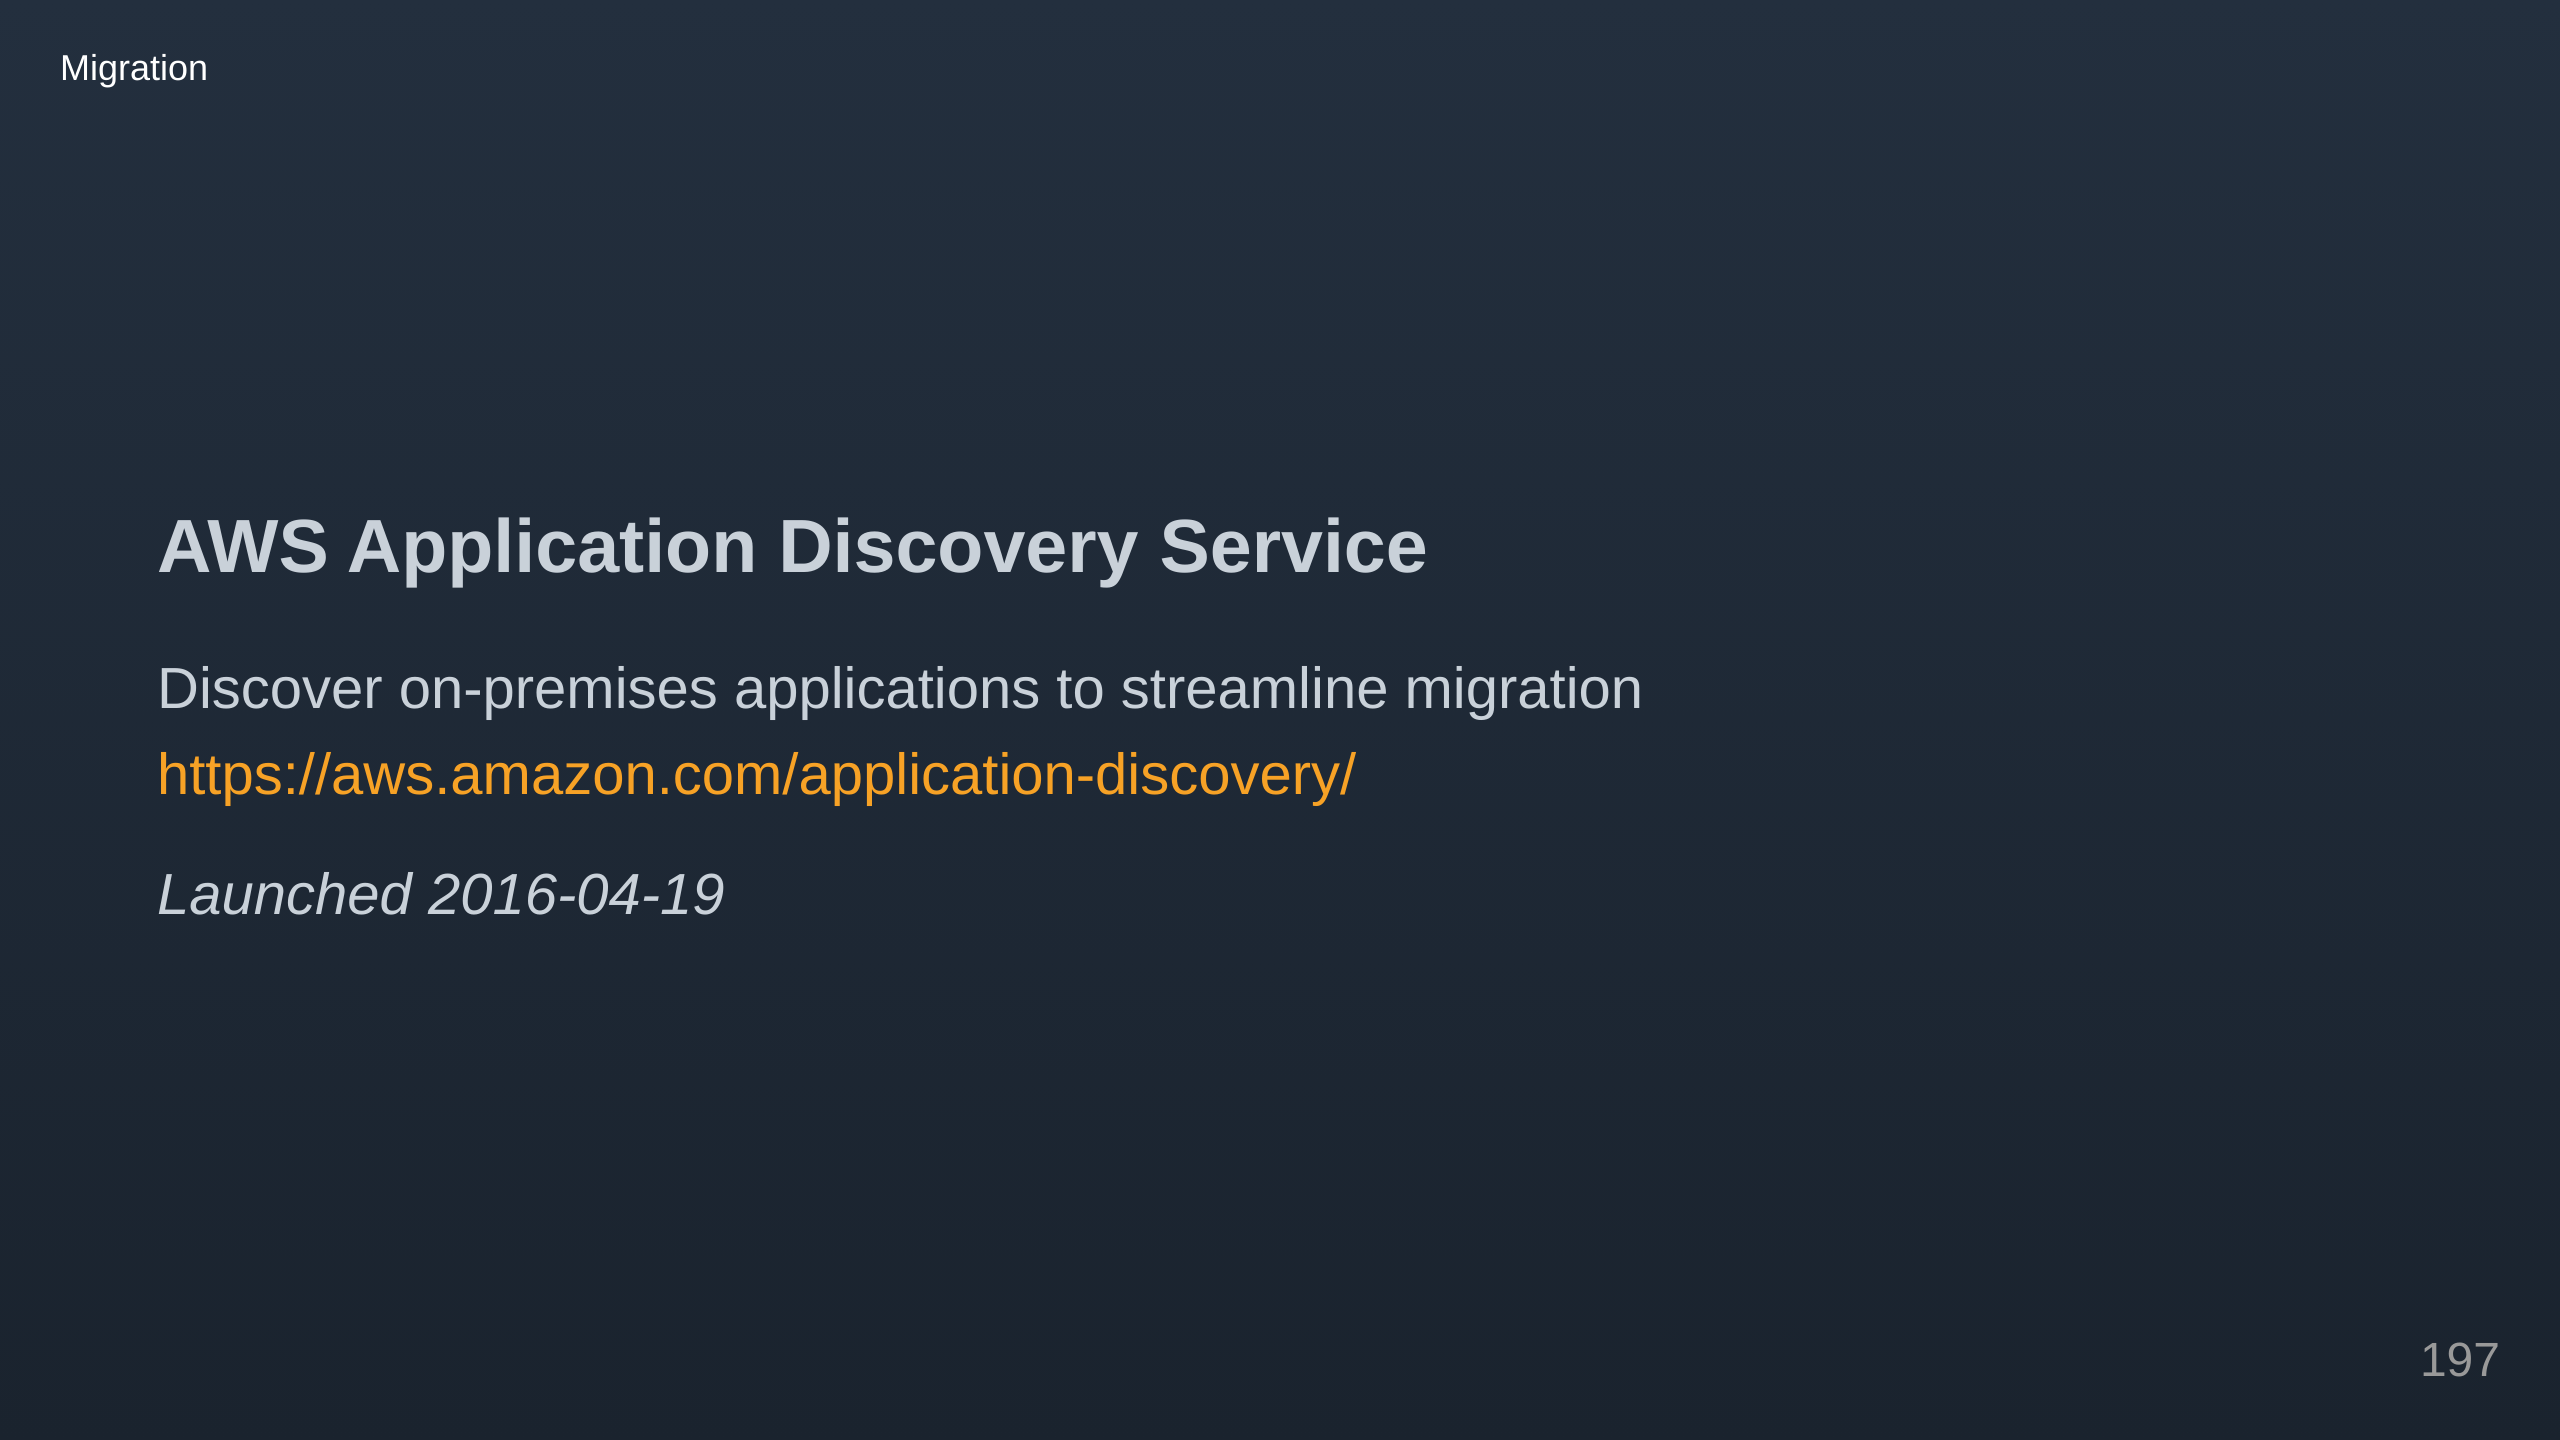 Migration
AWS Application Discovery Service
Discover on-premises applications to streamline migration
https://aws.amazon.com/application-discovery/
Launched 2016-04-19
197